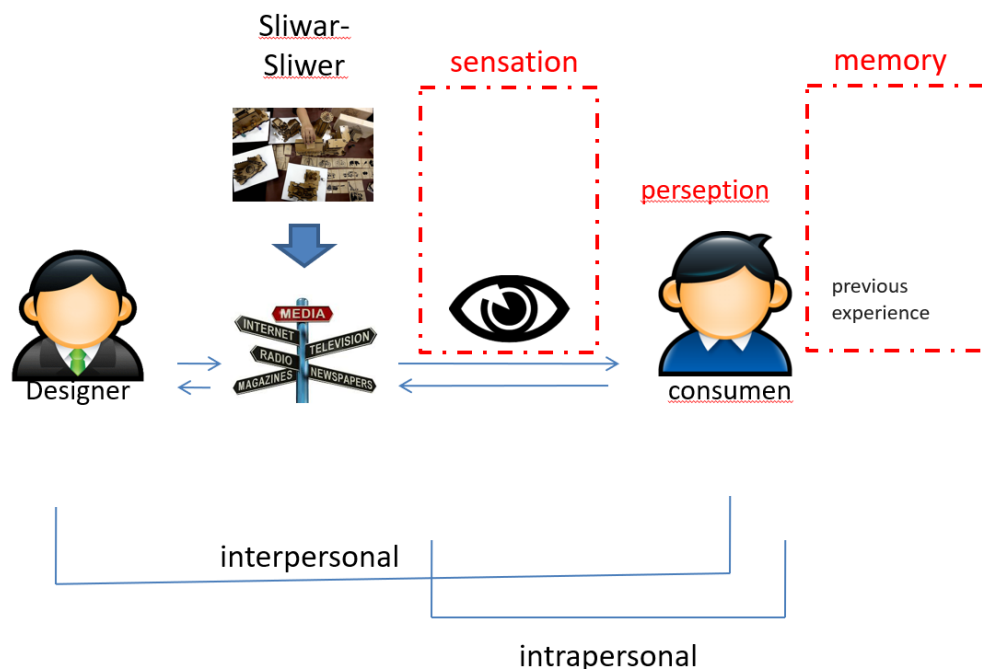 Sliwar-
Sliwer
sensation
memory
perseption
MEDIA
INTERNET
TELEVISION
RADIO
MAGAZINES
NEWSPAPERS
previous
experience
Designer
consumen
interpersonal
intrapersonal